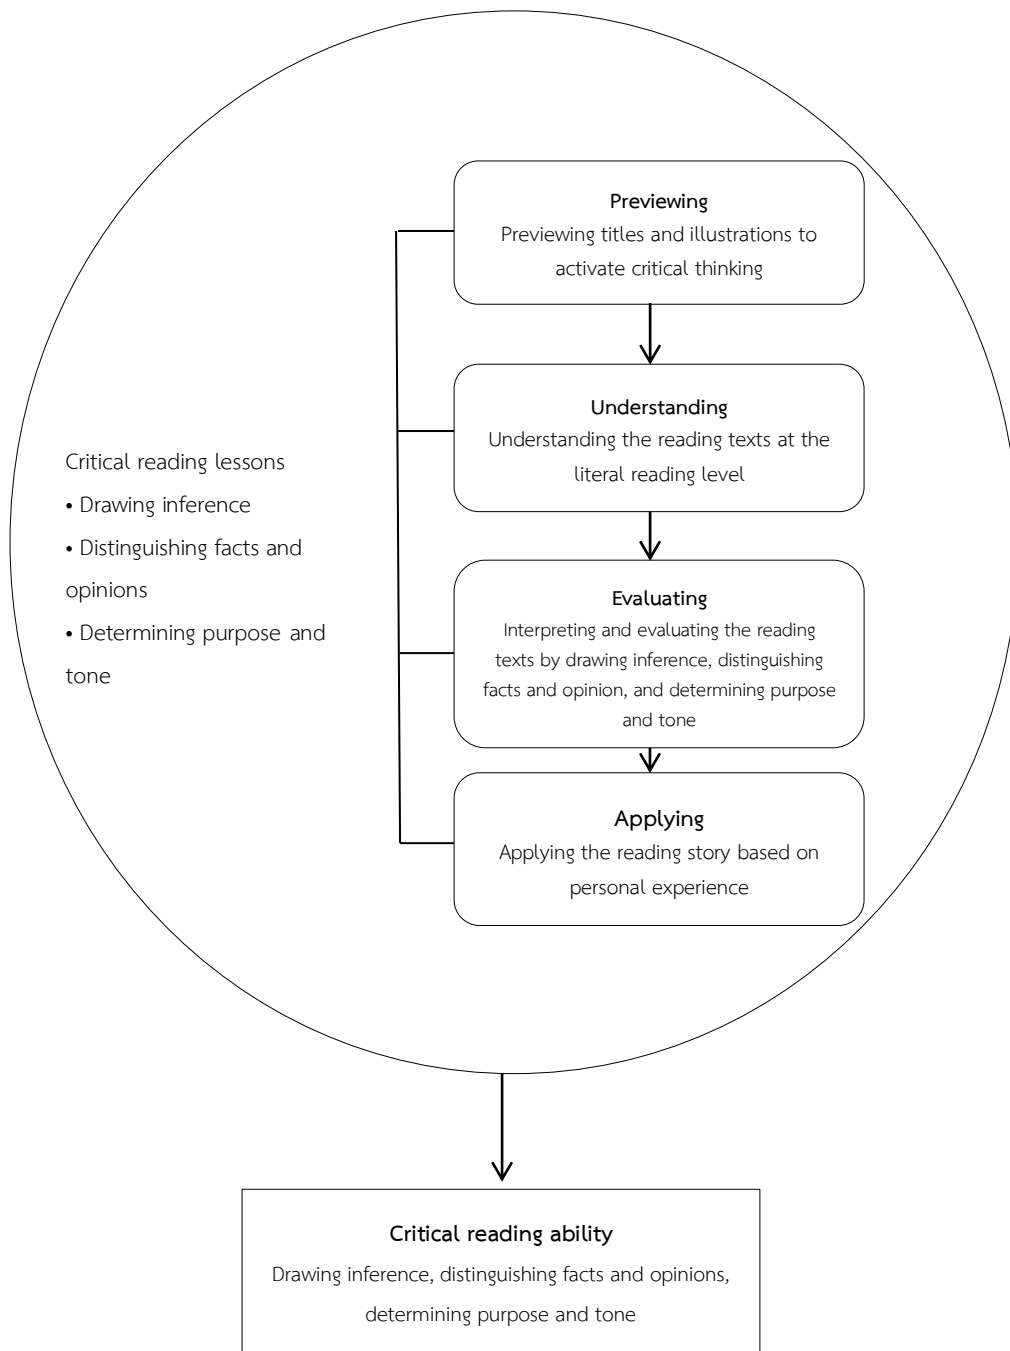 Previewing
Previewing titles and illustrations to
activate critical thinking
Understanding
Understanding the reading texts at the
literal reading level
Critical reading lessons
• Drawing inference
• Distinguishing facts and
opinions
• Determining purpose and
tone
Evaluating
Interpreting and evaluating the reading
texts by drawing inference, distinguishing
facts and opinion, and determining purpose
and tone
Applying
Applying the reading story based on
personal experience
Critical reading ability
Drawing inference, distinguishing facts and opinions,
determining purpose and tone